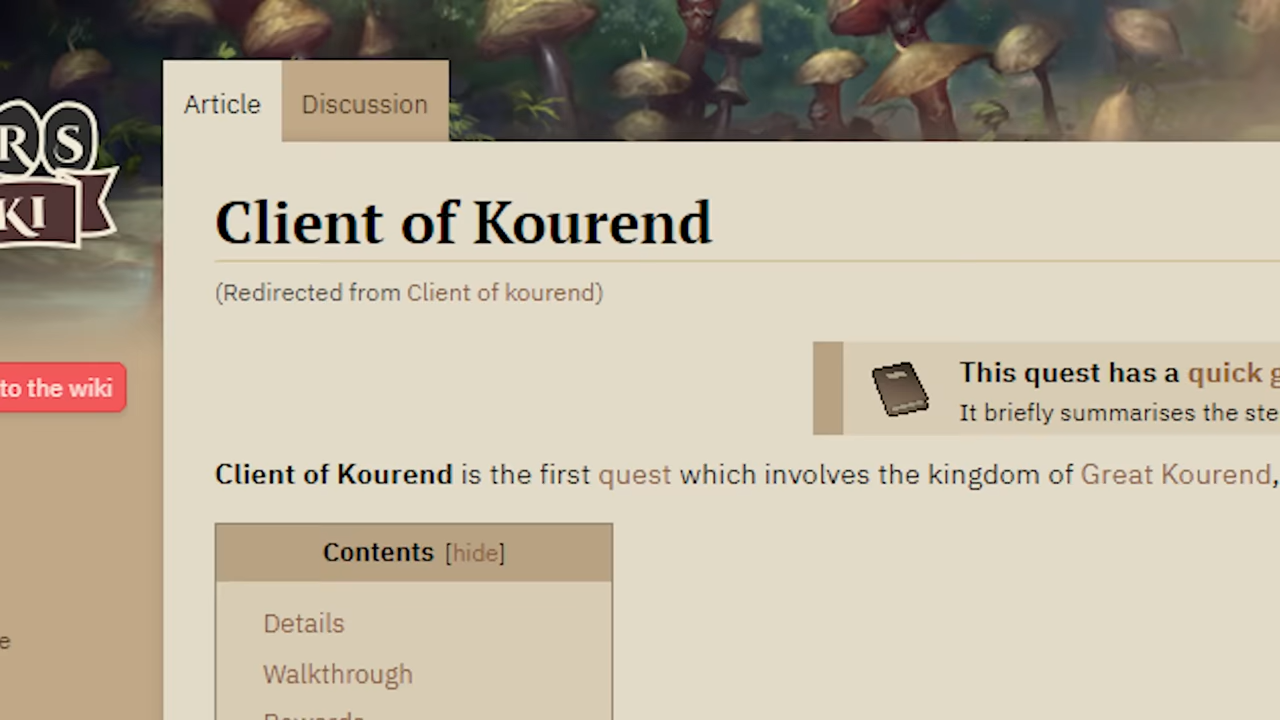 Article Discussion
RS
KI
Client of Kourend
(Redirected from Client of kourend)
to the wiki
This quest has a quick g
It briefly summarises the ste
Client of Kourend is the first quest which involves the kingdom of Great Kourend,
Contents [hide]
Details
e
Walkthrough
Rewards